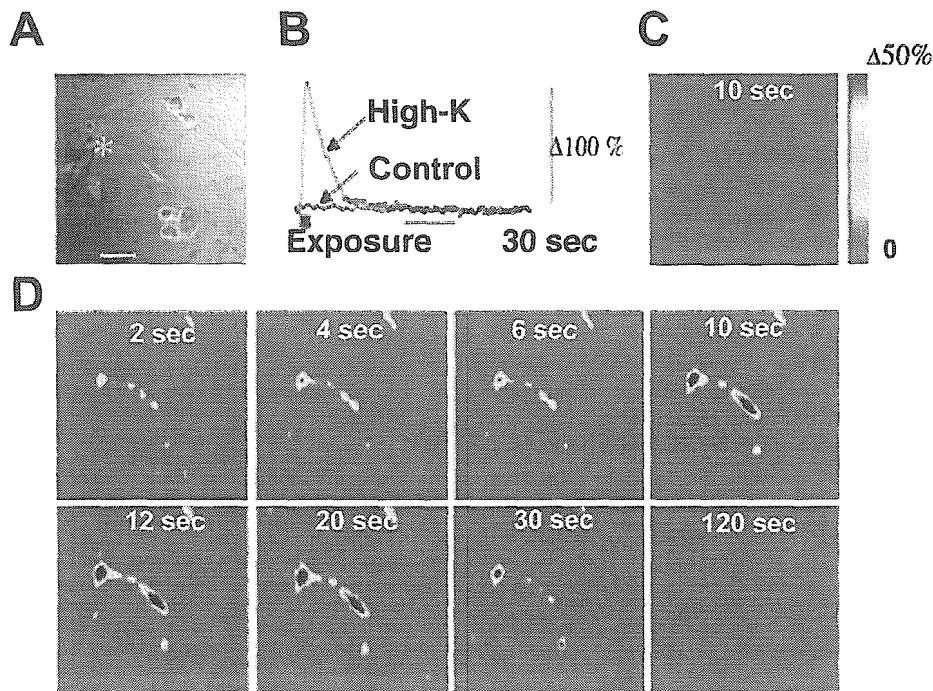 A
B
C
Δ50%
10 sec
High-K
Δ100 %
Control
0
Exposure
30 sec
D
2 sec
4 sec
6 sec
10 sec
12 sec
20 sec
30 sec
120 sec